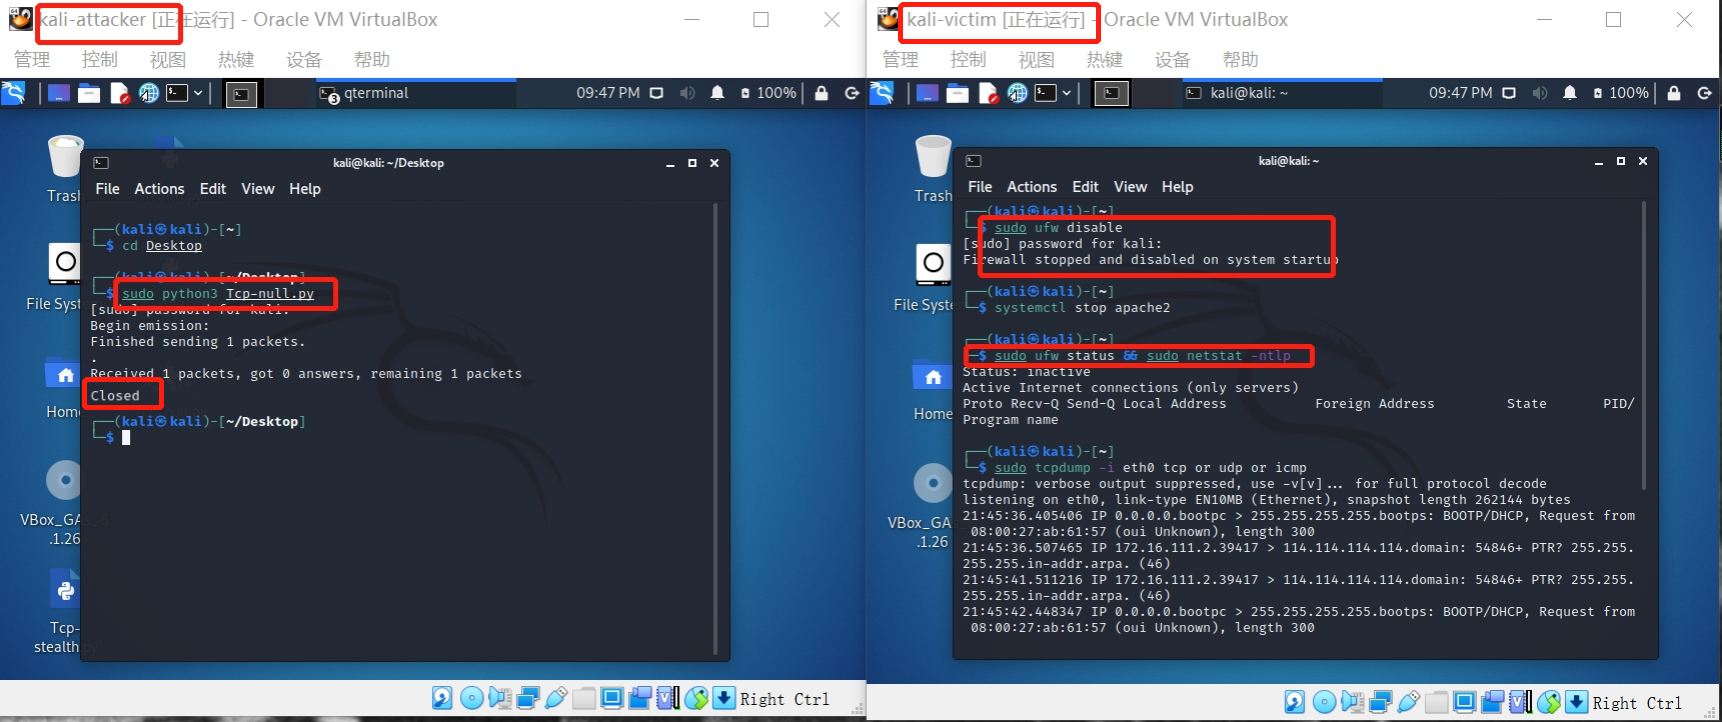 kali-attacker [正在运行] - Oracle VM VirtualBox
管理 控制 视图 热键 设备 帮助
qterminal 09:47 PM 100%
Trash
File Syst
Home
VBox_GAs_6
.1.26
Tcp-
stealth.py
kali@kali: ~/Desktop
File Actions Edit View Help
┌──(kali㉿kali)-[~]
└─$ cd Desktop
┌──(kali㉿kali)-[~/Desktop]
└─$ sudo python3 Tcp-null.py
[sudo] password for kali:
Begin emission:
Finished sending 1 packets.
.
Received 1 packets, got 0 answers, remaining 1 packets
Closed
┌──(kali㉿kali)-[~/Desktop]
└─$
Right Ctrl
kali-victim [正在运行] - Oracle VM VirtualBox
管理 控制 视图 热键 设备 帮助
kali@kali: ~ 09:47 PM 100%
Trash
File Syste
Home
VBox_GA
.1.26
kali@kali: ~
File Actions Edit View Help
┌──(kali㉿kali)-[~]
└─$ sudo ufw disable
[sudo] password for kali:
Firewall stopped and disabled on system startup
┌──(kali㉿kali)-[~]
└─$ systemctl stop apache2
┌──(kali㉿kali)-[~]
└─$ sudo ufw status && sudo netstat -ntlp
Status: inactive
Active Internet connections (only servers)
Proto Recv-Q Send-Q Local Address Foreign Address State PID/
Program name
┌──(kali㉿kali)-[~]
└─$ sudo tcpdump -i eth0 tcp or udp or icmp
tcpdump: verbose output suppressed, use -v[v]... for full protocol decode
listening on eth0, link-type EN10MB (Ethernet), snapshot length 262144 bytes
21:45:36.405406 IP 0.0.0.0.bootpc > 255.255.255.255.bootps: BOOTP/DHCP, Request from
08:00:27:ab:61:57 (oui Unknown), length 300
21:45:36.507465 IP 172.16.111.2.39417 > 114.114.114.114.domain: 54846+ PTR? 255.255.
255.255.in-addr.arpa. (46)
21:45:41.511216 IP 172.16.111.2.39417 > 114.114.114.114.domain: 54846+ PTR? 255.255.
255.255.in-addr.arpa. (46)
21:45:42.448347 IP 0.0.0.0.bootpc > 255.255.255.255.bootps: BOOTP/DHCP, Request from
08:00:27:ab:61:57 (oui Unknown), length 300
Right Ctrl